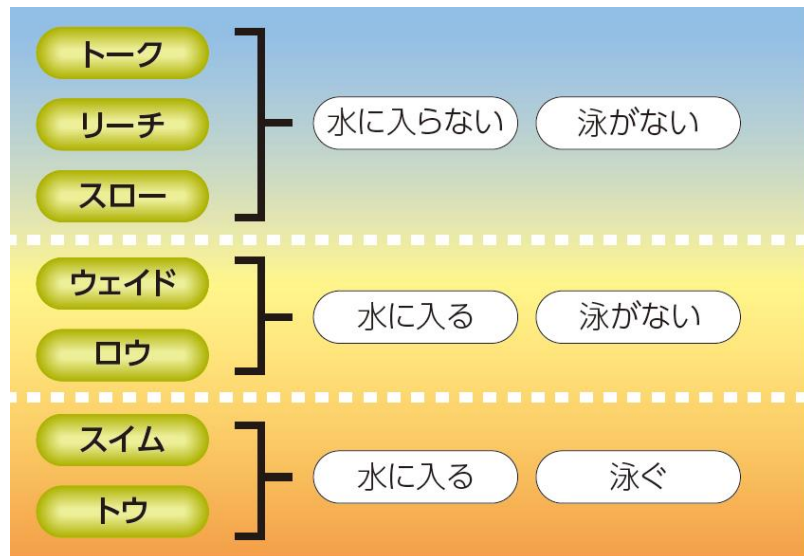 トーク
リーチ
スロー
水に入らない
泳がない
ウェイド
ロウ
水に入る
泳がない
スイム
トウ
水に入る
泳ぐ